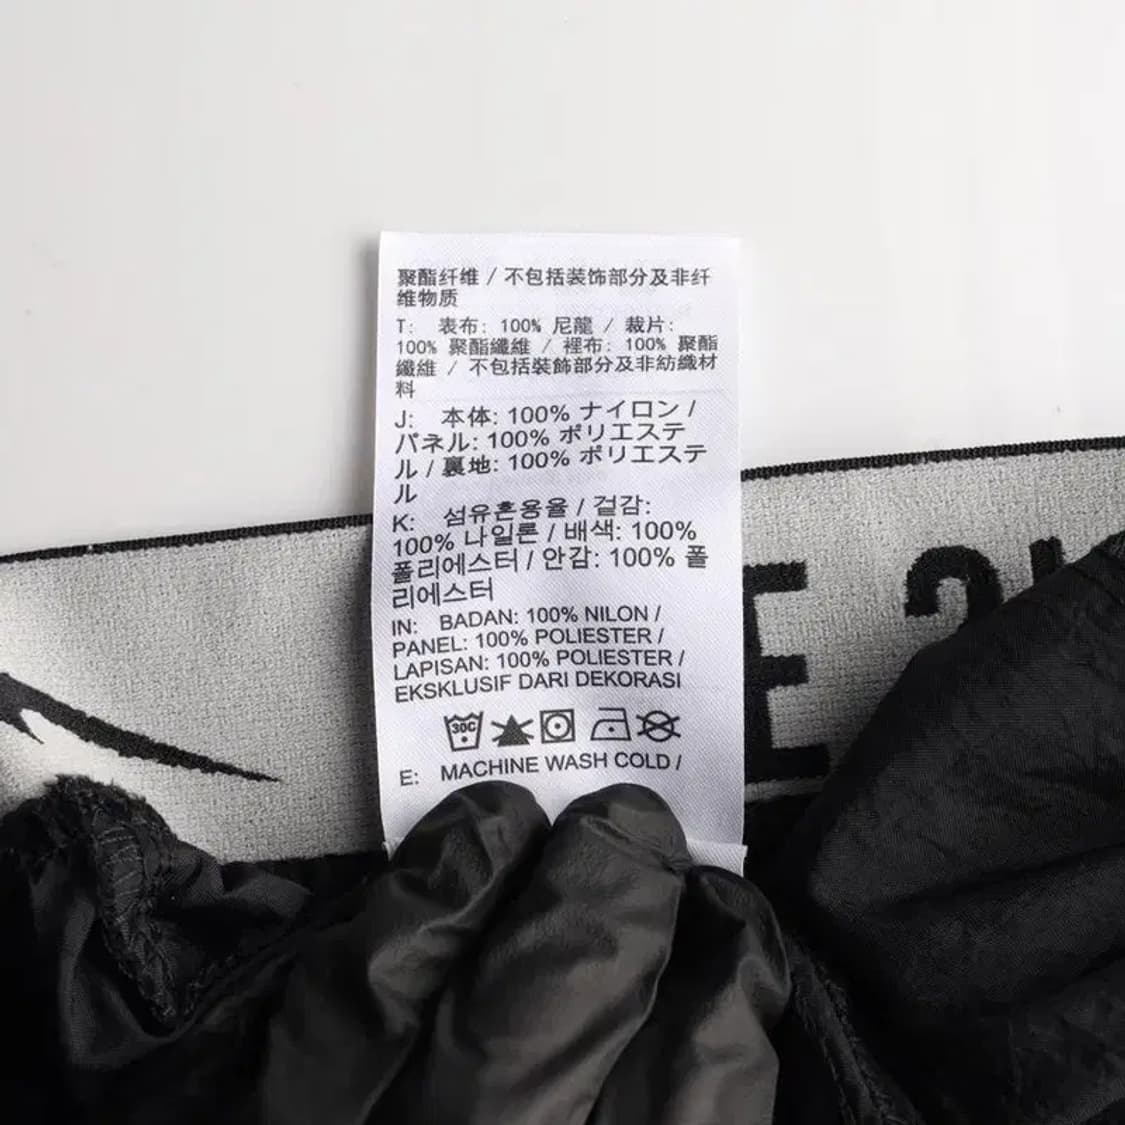 聚酯纤维 / 不包括装饰部分及非纤
维物质
T: 表布: 100% 尼龍 / 裁片:
100% 聚酯纖維 / 裡布: 100% 聚酯
纖維 / 不包括裝飾部分及非紡織材
料
J: 本体: 100% ナイロン /
パネル: 100% ポリエステ
ル / 裏地: 100% ポリエステ
ル
K: 섬유혼용율 / 겉감:
100% 나일론 / 배색: 100%
폴리에스터 / 안감: 100% 폴
리에스터
IN: BADAN: 100% NILON /
PANEL: 100% POLIESTER /
LAPISAN: 100% POLIESTER /
EKSKLUSIF DARI DEKORASI
30C
E: MACHINE WASH COLD /